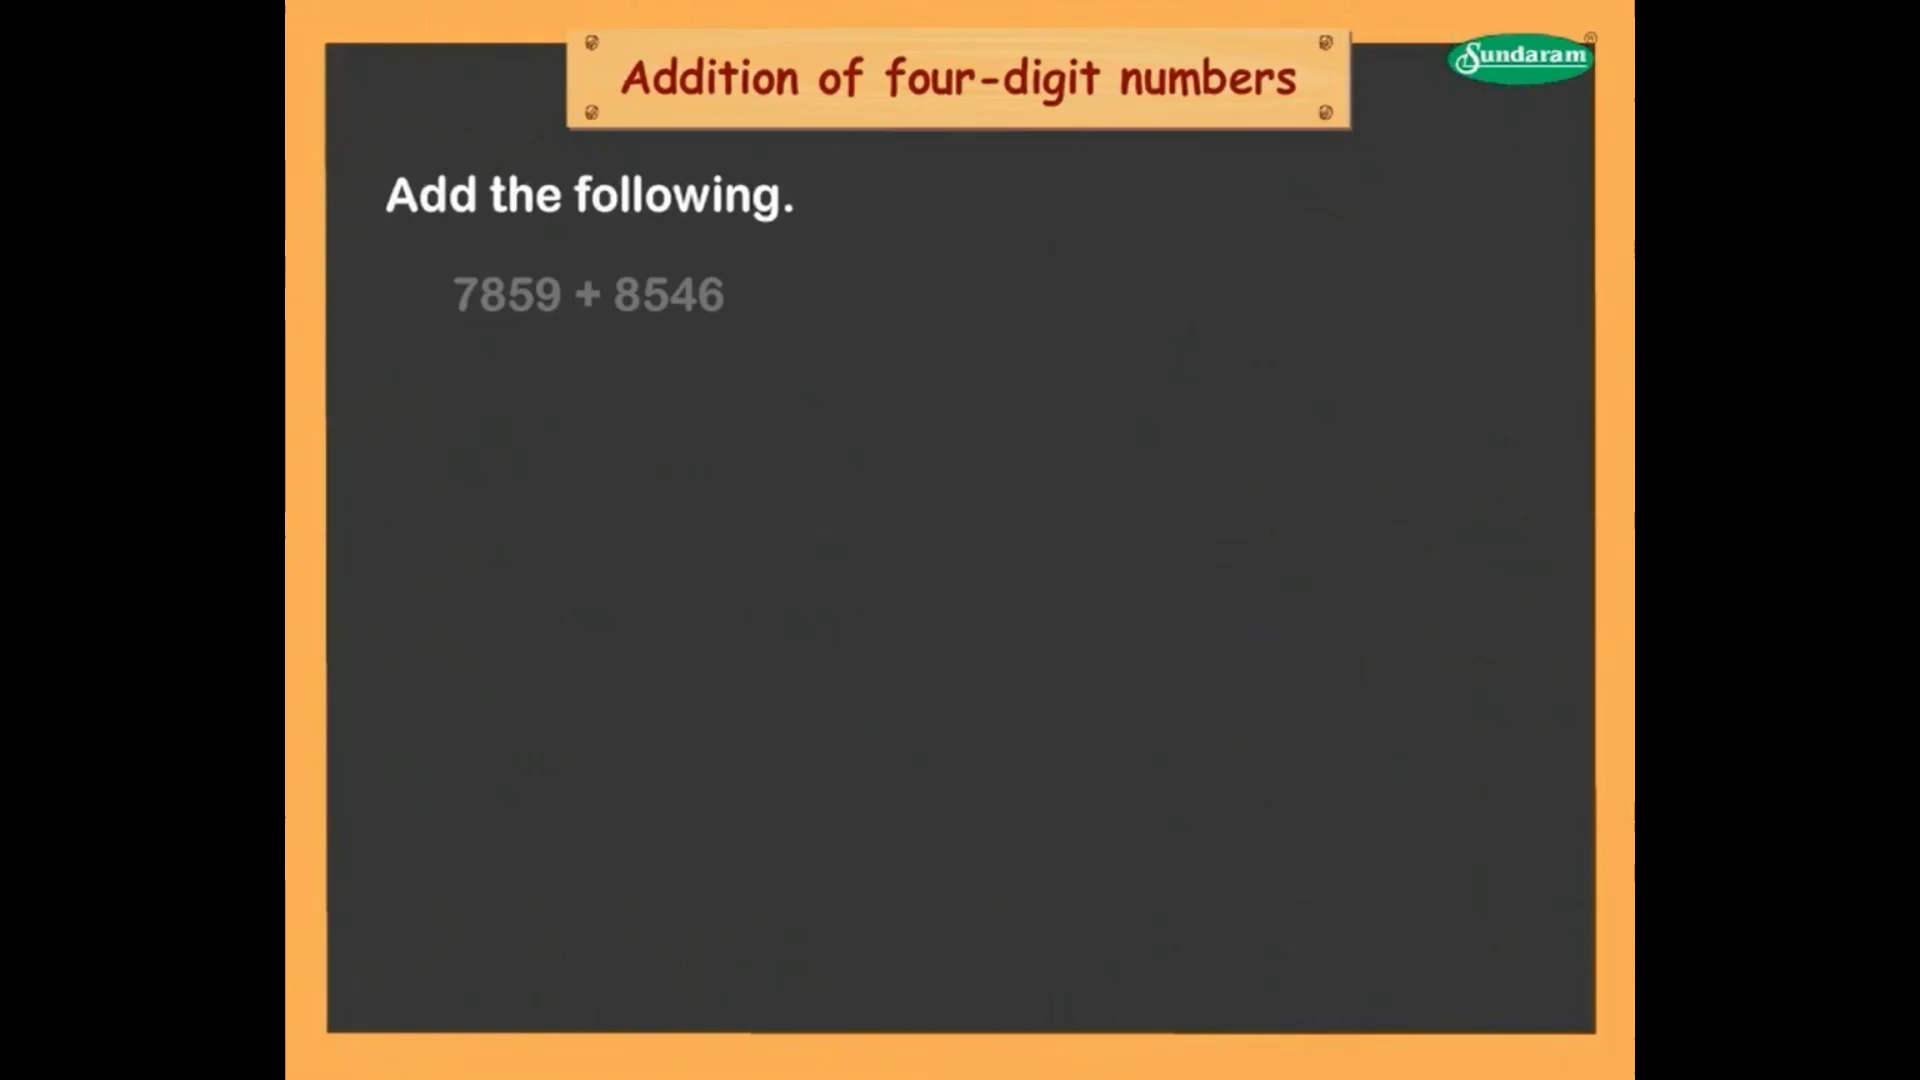 Addition of four-digit numbers
Sundaram
®
Add the following.
7859 + 8546